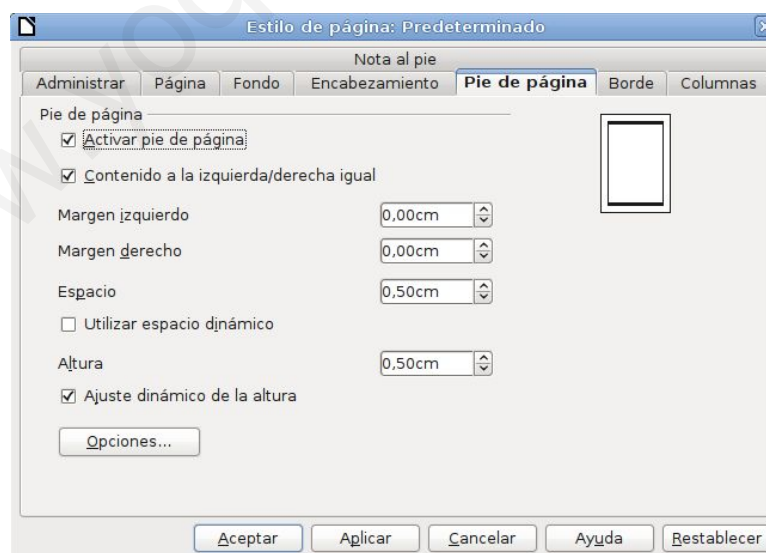 Estilo de página: Predeterminado
Nota al pie
Administrar Página Fondo Encabezamiento Pie de página Borde Columnas
Pie de página
Activar pie de página
Contenido a la izquierda/derecha igual
Margen izquierdo 0,00cm
Margen derecho 0,00cm
Espacio 0,50cm
Utilizar espacio dinámico
Altura 0,50cm
Ajuste dinámico de la altura
Opciones...
Aceptar Aplicar Cancelar Ayuda Restablecer